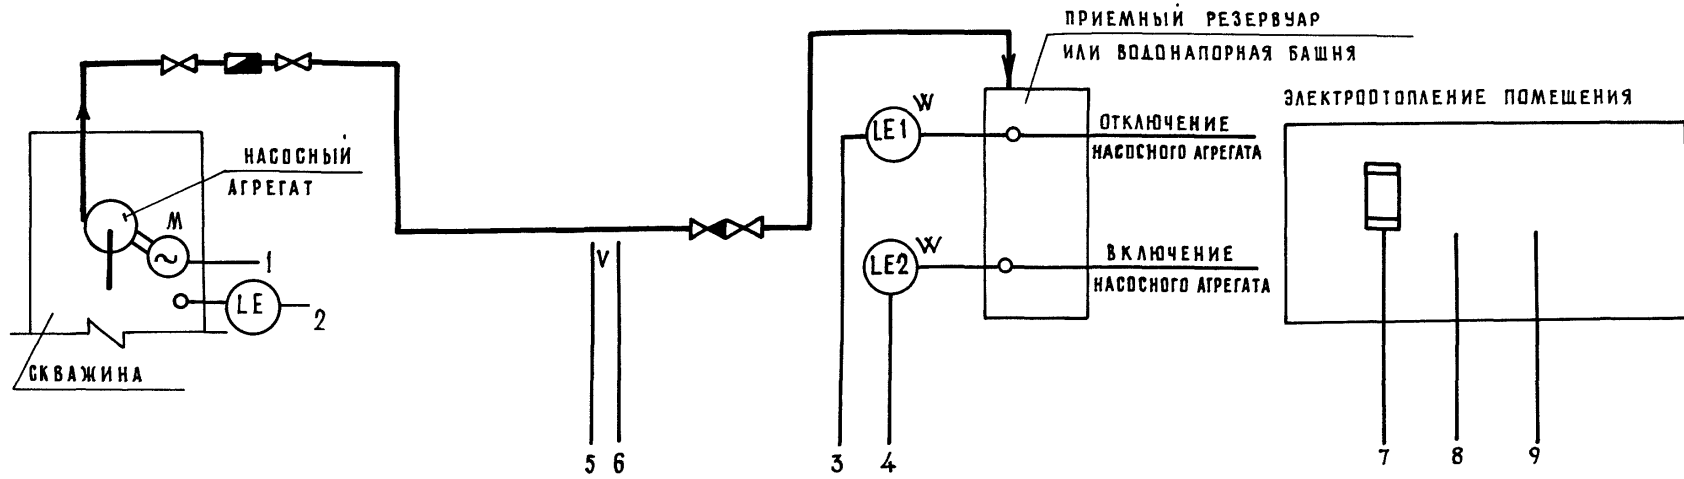 ПРИЕМНЫЙ РЕЗЕРВУАР
ИЛИ ВОДОНАПОРНАЯ БАШНЯ
ЭЛЕКТРООТОПЛЕНИЕ ПОМЕЩЕНИЯ
W
LE1
ОТКЛЮЧЕНИЕ
НАСОСНОГО АГРЕГАТА
НАСОСНЫЙ
АГРЕГАТ
M
~
1
LE
2
СКВАЖИНА
V
W
LE2
ВКЛЮЧЕНИЕ
НАСОСНОГО АГРЕГАТА
5 6 3 4 7 8 9